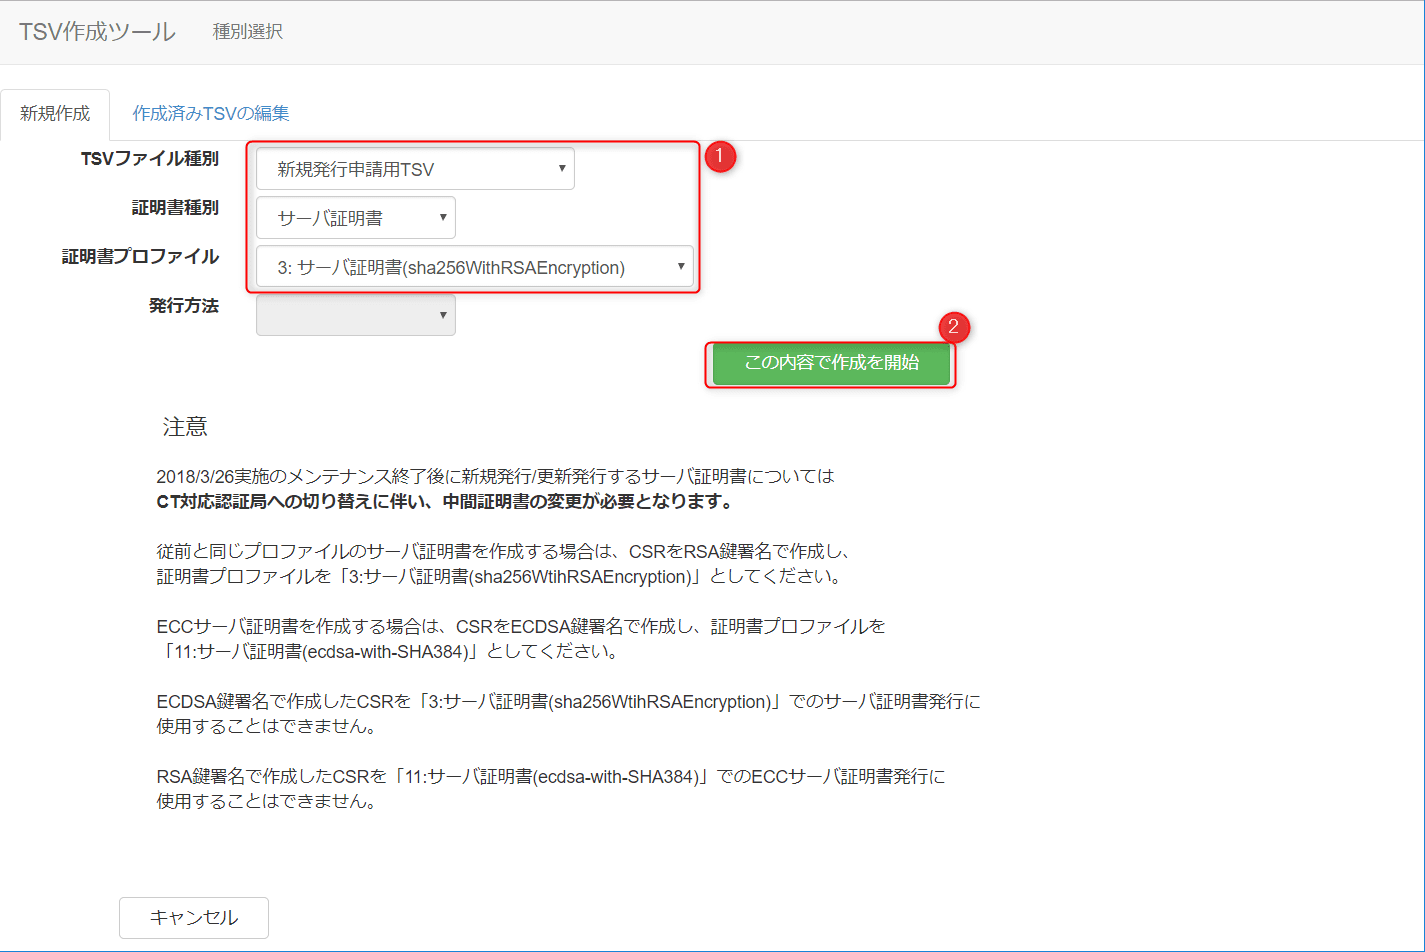 TSV作成ツール 種別選択
新規作成 作成済みTSVの編集
TSVファイル種別 新規発行申請用TSV ▼ 1
証明書種別 サーバ証明書 ▼
証明書プロファイル 3: サーバ証明書(sha256WithRSAEncryption) ▼
発行方法 ▼
2
この内容で作成を開始
注意
2018/3/26実施のメンテナンス終了後に新規発行/更新発行するサーバ証明書については
CT対応認証局への切り替えに伴い、中間証明書の変更が必要となります。
従前と同じプロファイルのサーバ証明書を作成する場合は、CSRをRSA鍵署名で作成し、
証明書プロファイルを「3:サーバ証明書(sha256WtihRSAEncryption)」としてください。
ECCサーバ証明書を作成する場合は、CSRをECDSA鍵署名で作成し、証明書プロファイルを
「11:サーバ証明書(ecdsa-with-SHA384)」としてください。
ECDSA鍵署名で作成したCSRを「3:サーバ証明書(sha256WtihRSAEncryption)」でのサーバ証明書発行に
使用することはできません。
RSA鍵署名で作成したCSRを「11:サーバ証明書(ecdsa-with-SHA384)」でのECCサーバ証明書発行に
使用することはできません。
キャンセル